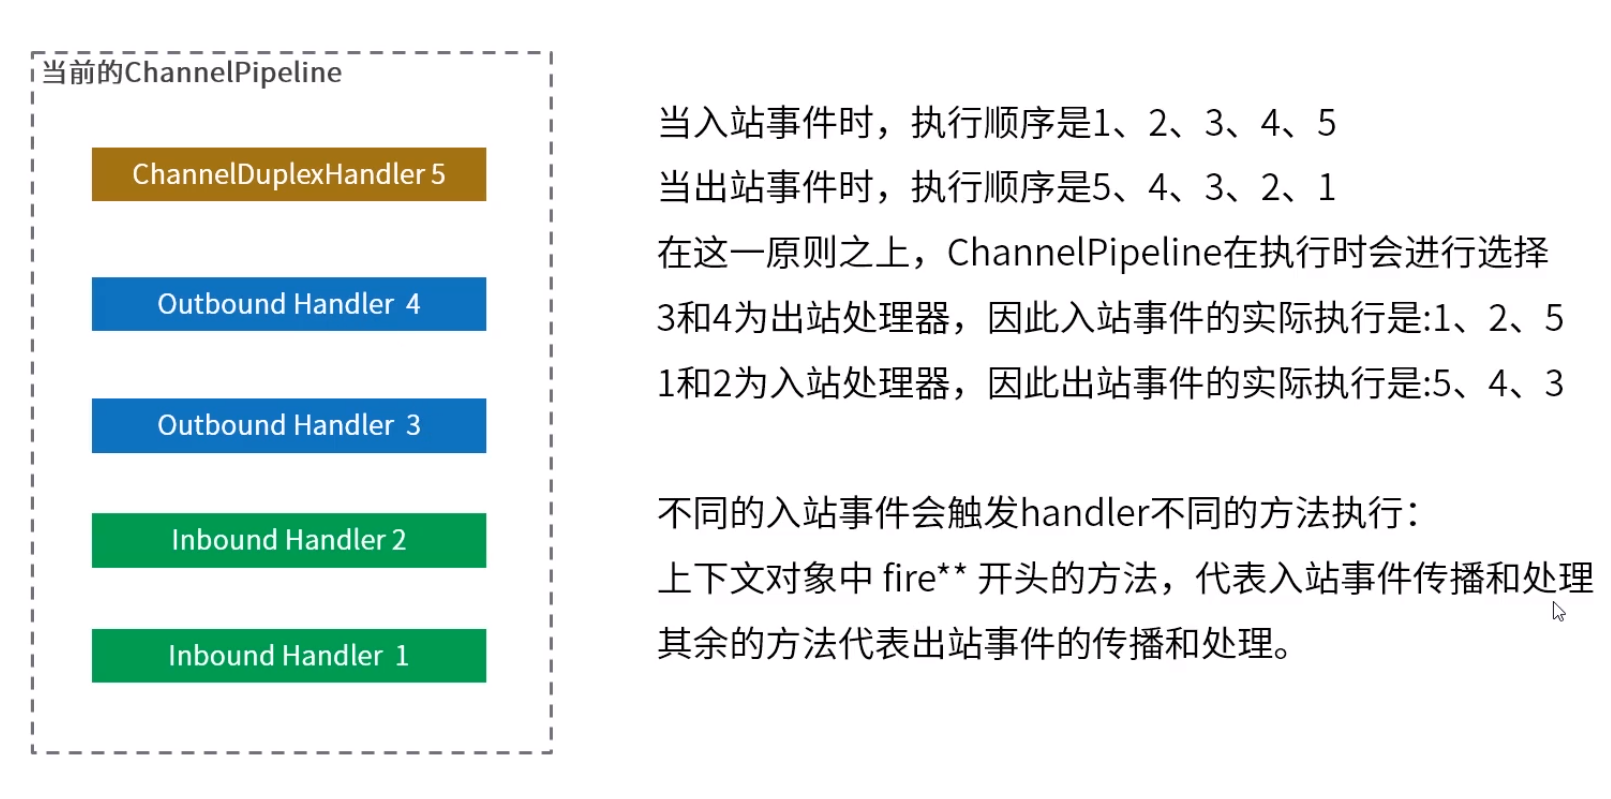 当前的ChannelPipeline
ChannelDuplexHandler 5
Outbound Handler 4
Outbound Handler 3
Inbound Handler 2
Inbound Handler 1
当入站事件时，执行顺序是1、2、3、4、5
当出站事件时，执行顺序是5、4、3、2、1
在这一原则之上，ChannelPipeline在执行时会进行选择
3和4为出站处理器，因此入站事件的实际执行是:1、2、5
1和2为入站处理器，因此出站事件的实际执行是:5、4、3
不同的入站事件会触发handler不同的方法执行：
上下文对象中 fire** 开头的方法，代表入站事件传播和处理
其余的方法代表出站事件的传播和处理。